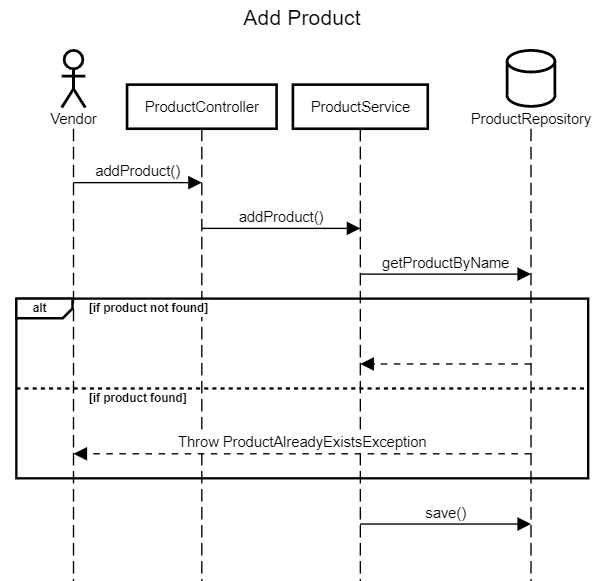 Add Product
Vendor
ProductController
ProductService
ProductRepository
addProduct()
addProduct()
getProductByName
alt
[if product not found]
[if product found]
Throw ProductAlreadyExistsException
save()